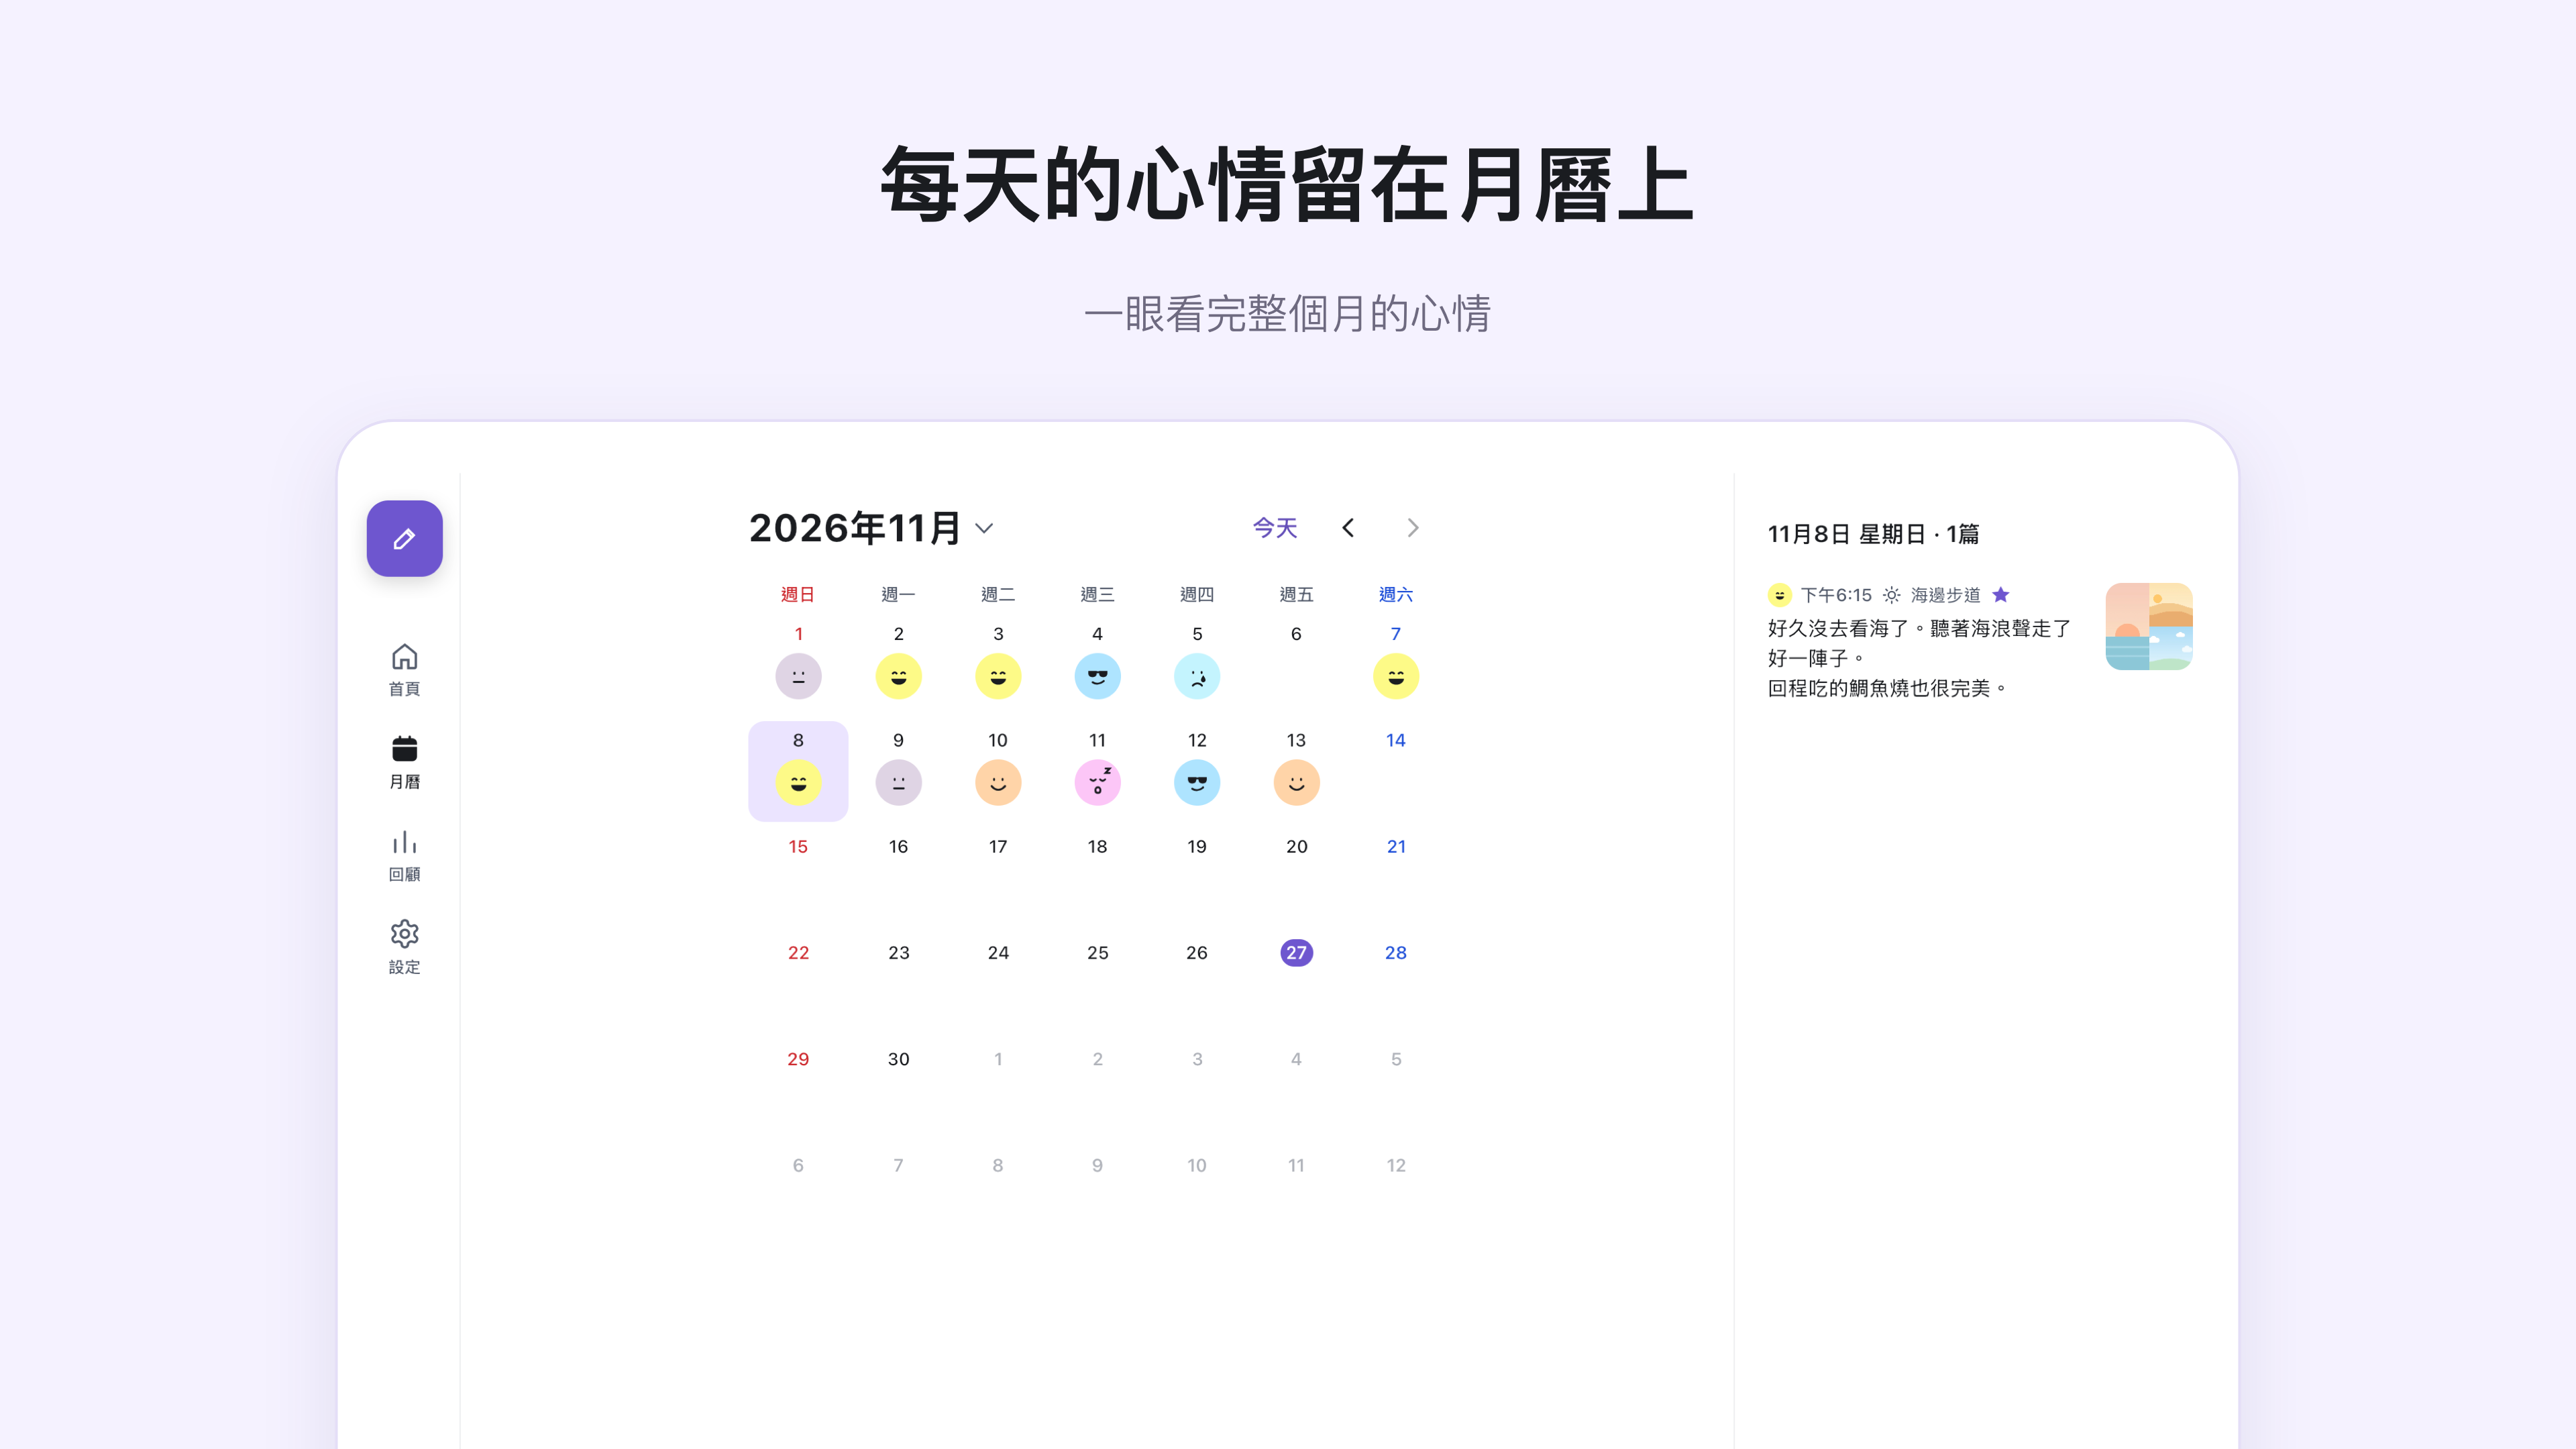 每天的心情留在月曆上
一眼看完整個月的心情
首頁
月曆
回顧
設定
2026年11月
今天
週日 週一 週二 週三 週四 週五 週六
1 2 3 4 5 6 7
8 9 10 11 12 13 14
15 16 17 18 19 20 21
22 23 24 25 26 27 28
29 30 1 2 3 4 5
6 7 8 9 10 11 12
11月8日 星期日 · 1篇
下午6:15 海邊步道
好久沒去看海了。聽著海浪聲走了
好一陣子。
回程吃的鯛魚燒也很完美。